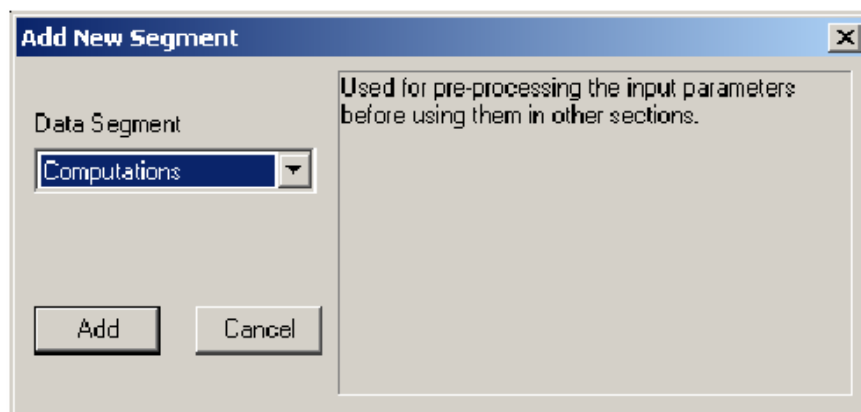 Add New Segment
Data Segment
Computations
Add
Cancel
Used for pre-processing the input parameters
before using them in other sections.